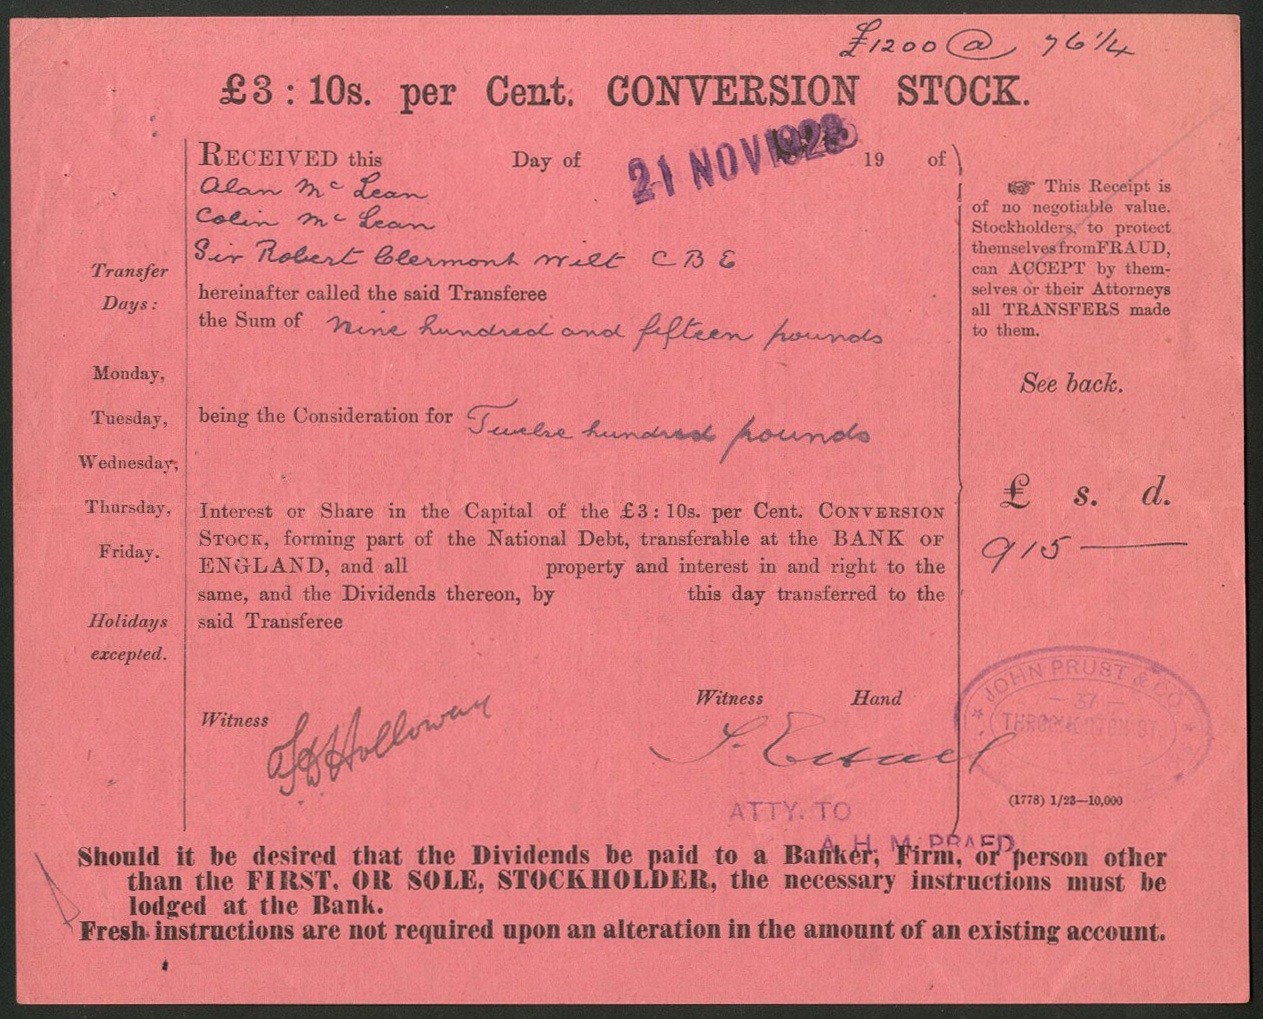 £1200 @ 76 1/4
£3 : 10s. per Cent. CONVERSION STOCK.
RECEIVED this Day of 19 of
21 NOV 1923
Alan Mc Lean
Colin Mc Lean
Sir Robert Clermont Witt C B E
hereinafter called the said Transferee
the Sum of Nine hundred and fifteen pounds
being the Consideration for Twelve hundred pounds
Interest or Share in the Capital of the £3 : 10s. per Cent. CONVERSION
STOCK, forming part of the National Debt, transferable at the BANK OF
ENGLAND, and all property and interest in and right to the
same, and the Dividends thereon, by this day transferred to the
said Transferee
Transfer
Days :
Monday,
Tuesday,
Wednesday,
Thursday,
Friday.
Holidays
excepted.
☞ This Receipt is
of no negotiable value.
Stockholders, to protect
themselves from FRAUD,
can ACCEPT by them-
selves or their Attorneys
all TRANSFERS made
to them.
See back.
£ s. d.
915 —
Witness
Holloway
Witness Hand
JOHN PRUST & CO
37
THROGMORTON ST.
ATTY. TO
A. H. M. PRAED
(1778) 1/23—10,000
Should it be desired that the Dividends be paid to a Banker, Firm, or person other
than the FIRST, OR SOLE, STOCKHOLDER, the necessary instructions must be
lodged at the Bank.
Fresh instructions are not required upon an alteration in the amount of an existing account.